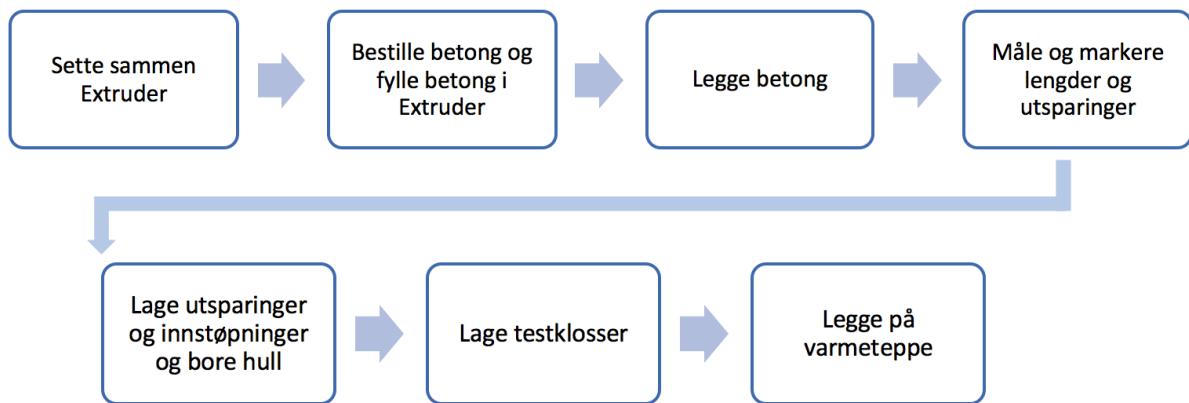 Sette sammen
Extruder
Bestille betong og
fylle betong i
Extruder
Legge betong
Måle og markere
lengder og
utsparinger
Lage utsparinger
og innstøpninger
og bore hull
Lage testklosser
Legge på
varmeteppe